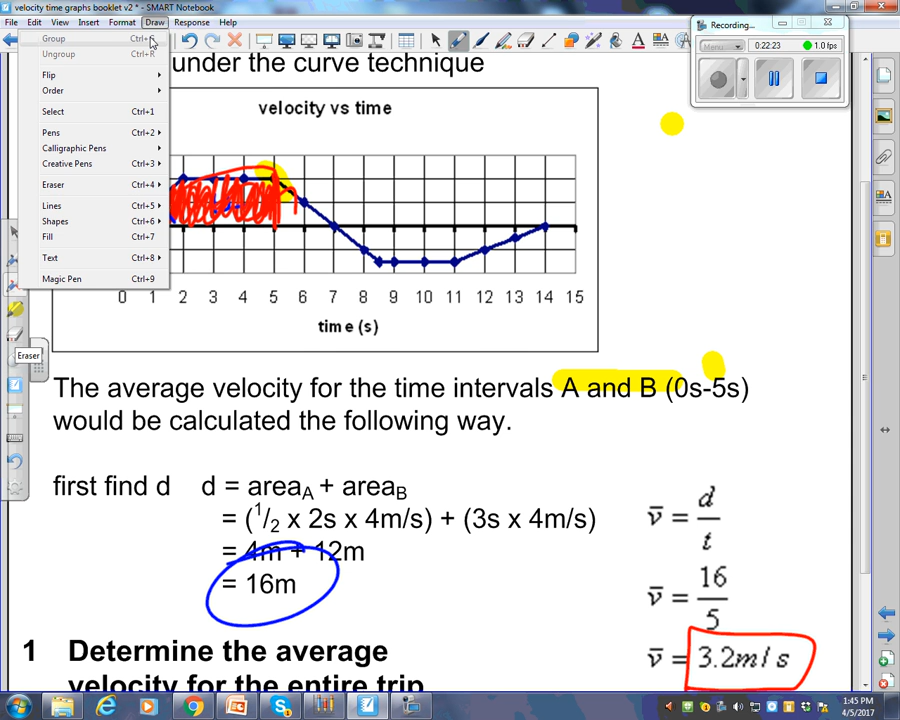 velocity time graphs booklet v2 * - SMART Notebook
File Edit View Insert Format Draw Response Help
Recording...
Menu
0:22:23 1.0 fps
Group Ctrl+G
Ungroup Ctrl+R
Flip
Order
Select Ctrl+1
Pens Ctrl+2
Calligraphic Pens
Creative Pens Ctrl+3
Eraser Ctrl+4
Lines Ctrl+5
Shapes Ctrl+6
Fill Ctrl+7
Text Ctrl+8
Magic Pen Ctrl+9
Eraser
under the curve technique
velocity vs time
0 1 2 3 4 5 6 7 8 9 10 11 12 13 14 15
time (s)
The average velocity for the time intervals A and B (0s-5s)
would be calculated the following way.
first find d d = areaA + areaB
= (1/2 x 2s x 4m/s) + (3s x 4m/s)
= 4m + 12m
= 16m
v̄ = d/t
v̄ = 16/5
v̄ = 3.2m/s
1 Determine the average
velocity for the entire trip
1:45 PM
4/5/2017